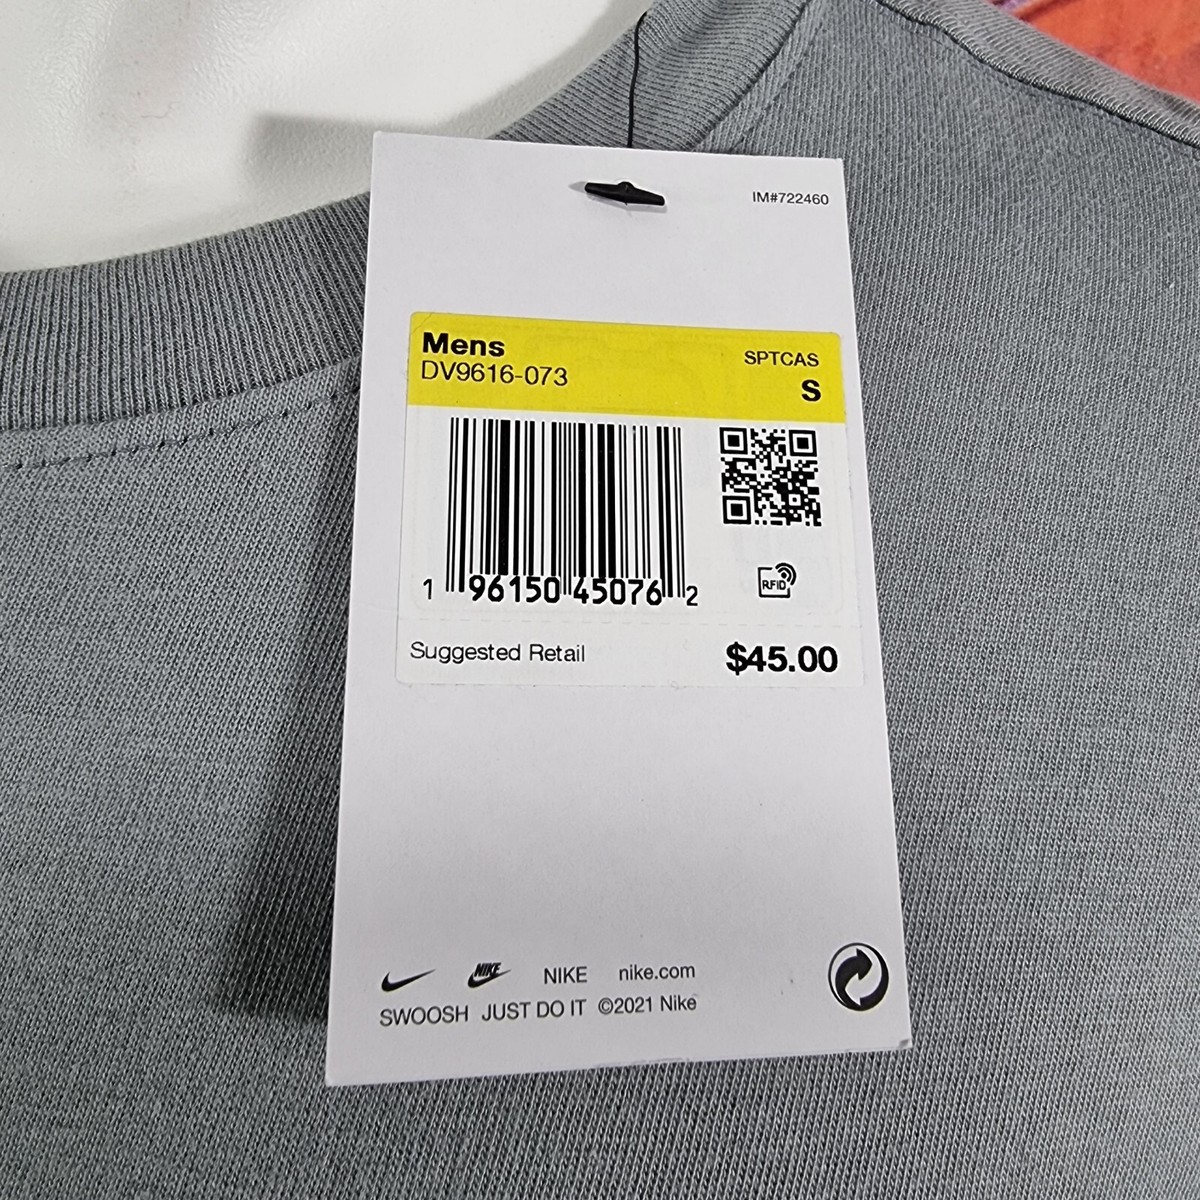 IM#722460
Mens
SPTCAS
DV9616-073
S
1 96150 45076 2
RFID
Suggested Retail
$45.00
NIKE NIKE nike.com
SWOOSH JUST DO IT ©2021 Nike